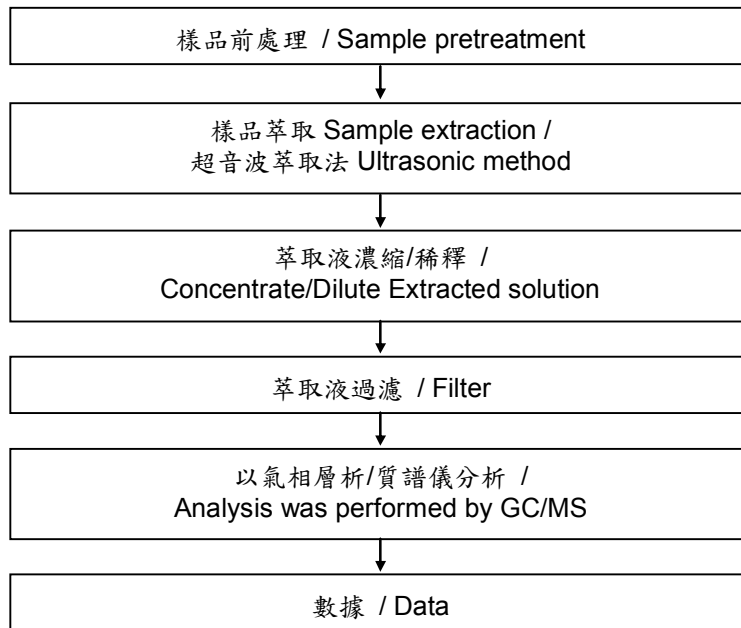 樣品前處理 / Sample pretreatment
樣品萃取 Sample extraction /
超音波萃取法 Ultrasonic method
萃取液濃縮/稀釋 /
Concentrate/Dilute Extracted solution
萃取液過濾 / Filter
以氣相層析/質譜儀分析 /
Analysis was performed by GC/MS
數據 / Data